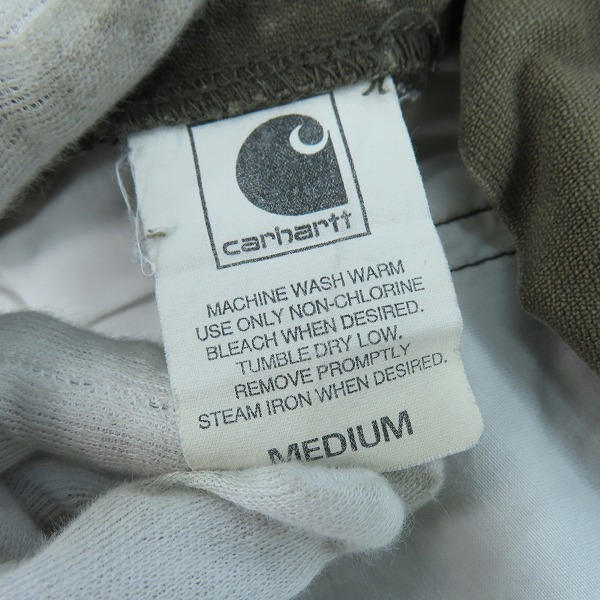 carhartt
MACHINE WASH WARM
USE ONLY NON-CHLORINE
BLEACH WHEN DESIRED.
TUMBLE DRY LOW.
REMOVE PROMPTLY
STEAM IRON WHEN DESIRED.
MEDIUM